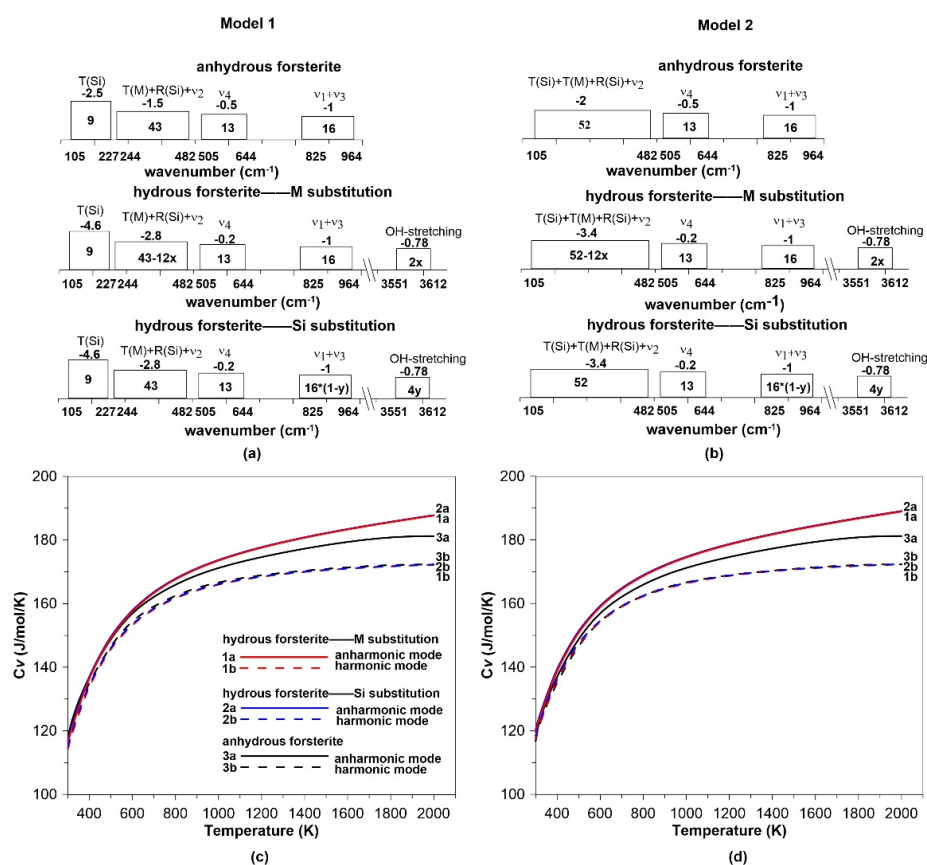 Model 1
Model 2
anhydrous forsterite
T(Si)
-2.5
9
T(M)+R(Si)+ν2
-1.5
43
ν4
-0.5
13
ν1+ν3
-1
16
105 227 244 482 505 644 825 964
wavenumber (cm-1)
hydrous forsterite——M substitution
T(Si)
-4.6
9
T(M)+R(Si)+ν2
-2.8
43-12x
ν4
-0.2
13
ν1+ν3
-1
16
OH-stretching
-0.78
2x
105 227 244 482 505 644 825 964 3551 3612
wavenumber (cm-1)
hydrous forsterite——Si substitution
T(Si)
-4.6
9
T(M)+R(Si)+ν2
-2.8
43
ν4
-0.2
13
ν1+ν3
-1
16*(1-y)
OH-stretching
-0.78
4y
105 227 244 482 505 644 825 964 3551 3612
wavenumber (cm-1)
(a)
anhydrous forsterite
T(Si)+T(M)+R(Si)+ν2
-2
52
ν4
-0.5
13
ν1+ν3
-1
16
105 482 505 644 825 964
wavenumber (cm-1)
hydrous forsterite——M substitution
T(Si)+T(M)+R(Si)+ν2
-3.4
52-12x
ν4
-0.2
13
ν1+ν3
-1
16
OH-stretching
-0.78
2x
105 482 505 644 825 964 3551 3612
wavenumber (cm-1)
hydrous forsterite——Si substitution
T(Si)+T(M)+R(Si)+ν2
-3.4
52
ν4
-0.2
13
ν1+ν3
-1
16*(1-y)
OH-stretching
-0.78
4y
105 482 505 644 825 964 3551 3612
wavenumber (cm-1)
(b)
200
180
160
140
120
100
Cv (J/mol/K)
2a
1a
3a
3b
2b
1b
hydrous forsterite——M substitution
1a anharmonic mode
1b harmonic mode
hydrous forsterite——Si substitution
2a anharmonic mode
2b harmonic mode
anhydrous forsterite
3a anharmonic mode
3b harmonic mode
400 600 800 1000 1200 1400 1600 1800 2000
Temperature (K)
(c)
200
180
160
140
120
100
Cv (J/mol/K)
2a
1a
3a
3b
2b
1b
400 600 800 1000 1200 1400 1600 1800 2000
Temperature (K)
(d)